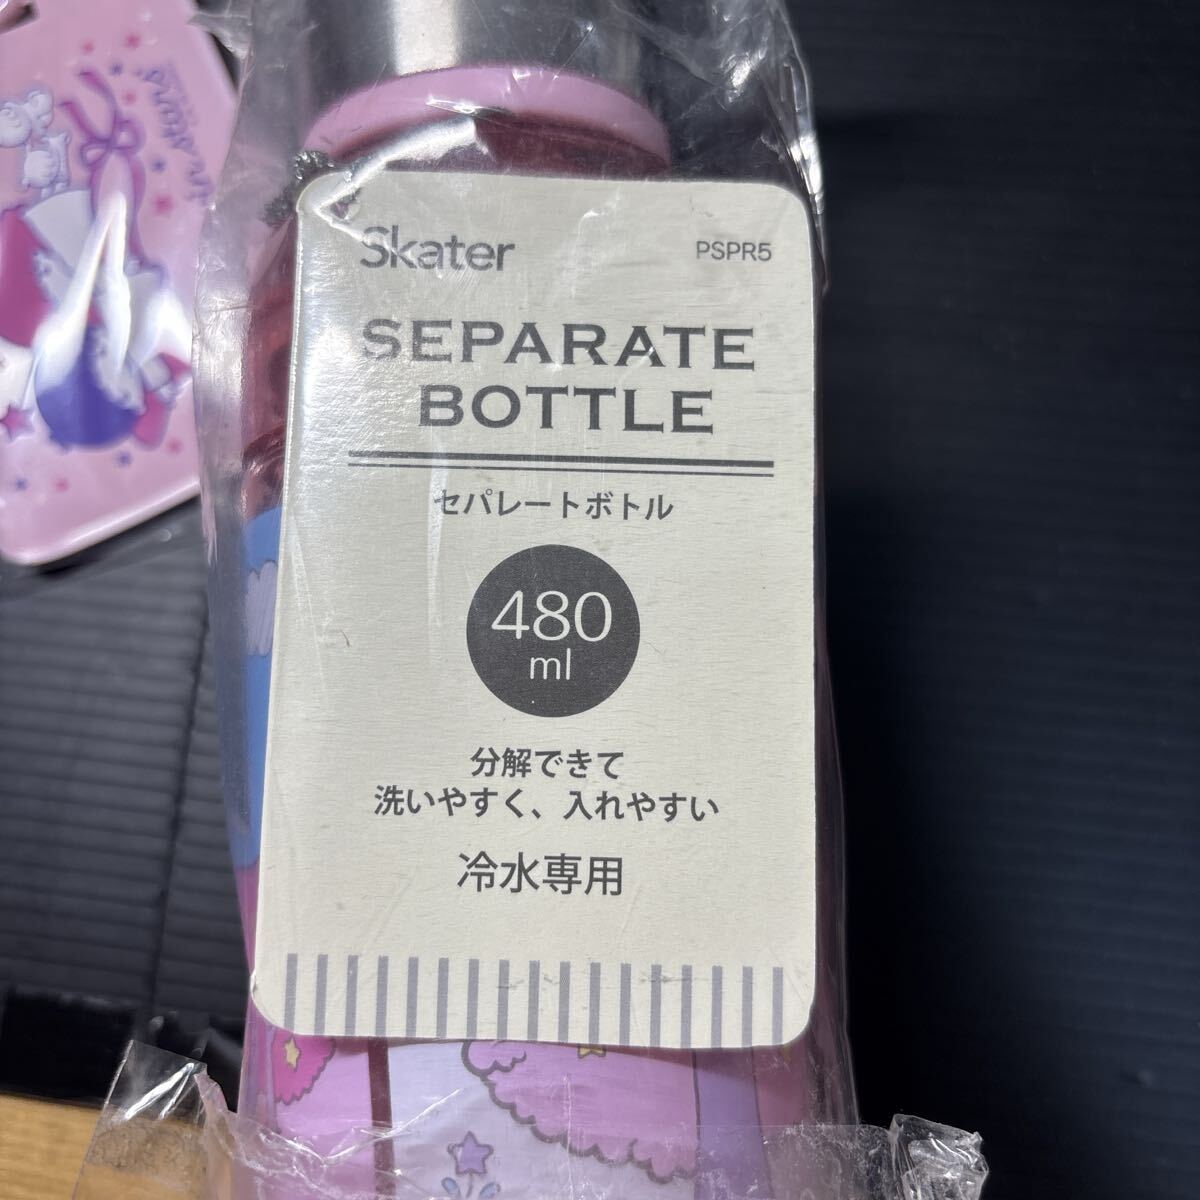 Skater
PSPR5
SEPARATE
BOTTLE
セパレートボトル
480
ml
分解できて
洗いやすく、入れやすい
冷水専用